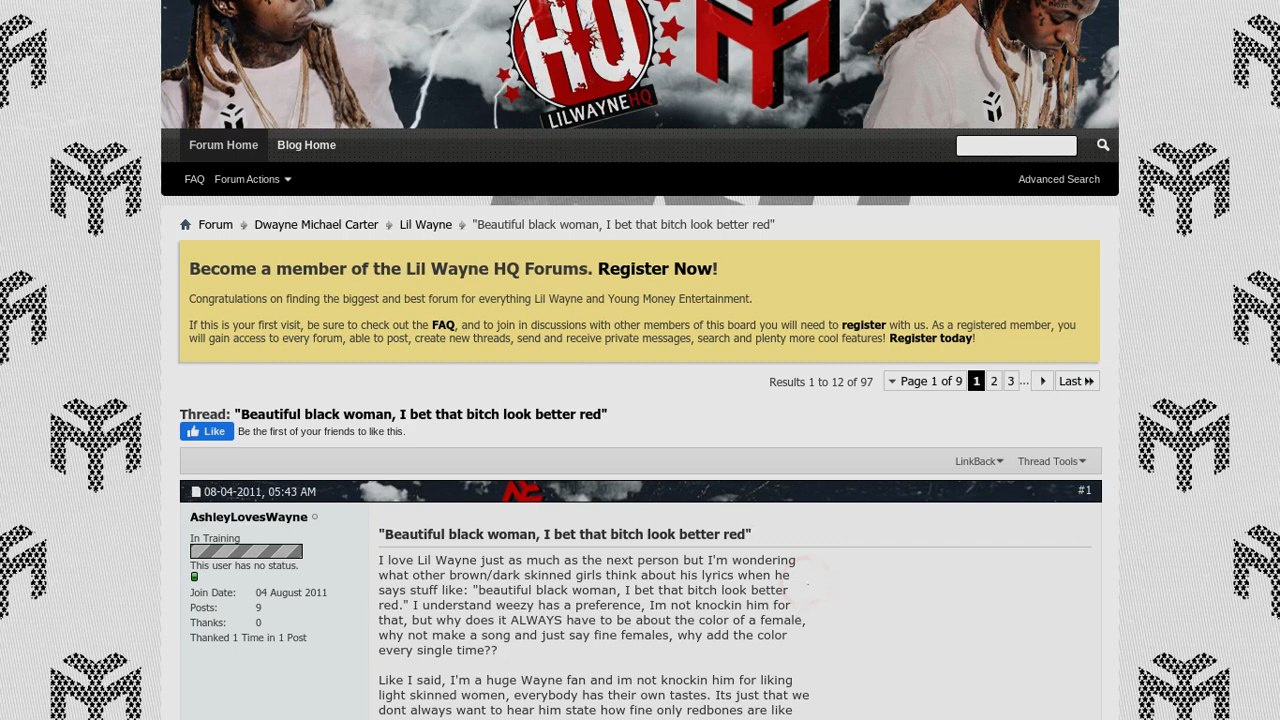 HQ
LILWAYNEHQ
Forum Home Blog Home
FAQ Forum Actions Advanced Search
Forum Dwayne Michael Carter Lil Wayne "Beautiful black woman, I bet that bitch look better red"
Become a member of the Lil Wayne HQ Forums. Register Now!
Congratulations on finding the biggest and best forum for everything Lil Wayne and Young Money Entertainment.
If this is your first visit, be sure to check out the FAQ, and to join in discussions with other members of this board you will need to register with us. As a registered member, you
will gain access to every forum, able to post, create new threads, send and receive private messages, search and plenty more cool features! Register today!
Results 1 to 12 of 97 Page 1 of 9 1 2 3 ... Last
Thread: "Beautiful black woman, I bet that bitch look better red"
Like Be the first of your friends to like this.
LinkBack Thread Tools
08-04-2011, 05:43 AM #1
AshleyLovesWayne
In Training
This user has no status.
Join Date: 04 August 2011
Posts: 9
Thanks: 0
Thanked 1 Time in 1 Post
"Beautiful black woman, I bet that bitch look better red"
I love Lil Wayne just as much as the next person but I'm wondering
what other brown/dark skinned girls think about his lyrics when he
says stuff like: "beautiful black woman, I bet that bitch look better
red." I understand weezy has a preference, Im not knockin him for
that, but why does it ALWAYS have to be about the color of a female,
why not make a song and just say fine females, why add the color
every single time??
Like I said, I'm a huge Wayne fan and im not knockin him for liking
light skinned women, everybody has their own tastes. Its just that we
dont always want to hear him state how fine only redbones are like